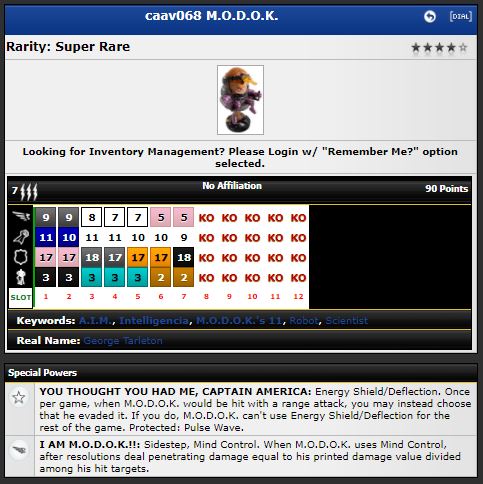 caav068 M.O.D.O.K.
[DIAL]
Rarity: Super Rare
Looking for Inventory Management? Please Login w/ "Remember Me?" option
selected.
7 No Affiliation 90 Points
9 9 8 7 7 5 5 KO KO KO KO KO
11 10 11 11 10 10 9 KO KO KO KO KO
17 17 18 17 17 17 18 KO KO KO KO KO
3 3 3 3 3 2 2 KO KO KO KO KO
SLOT 1 2 3 4 5 6 7 8 9 10 11 12
Keywords: A.I.M., Intelligencia, M.O.D.O.K.'s 11, Robot, Scientist
Real Name: George Tarleton
Special Powers
YOU THOUGHT YOU HAD ME, CAPTAIN AMERICA: Energy Shield/Deflection. Once
per game, when M.O.D.O.K. would be hit with a range attack, you may instead choose
that he evaded it. If you do, M.O.D.O.K. can't use Energy Shield/Deflection for
the rest of the game. Protected: Pulse Wave.
I AM M.O.D.O.K.!!: Sidestep, Mind Control. When M.O.D.O.K. uses Mind Control,
after resolutions deal penetrating damage equal to his printed damage value divided
among his hit targets.